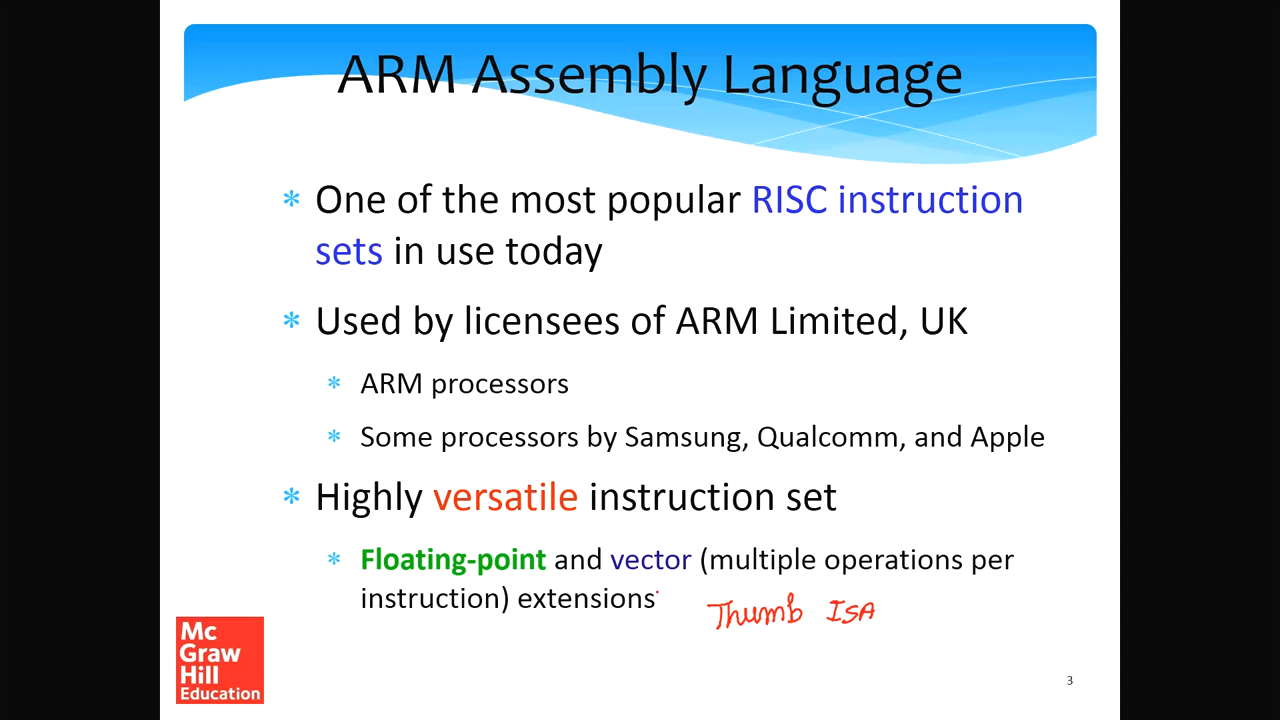 ARM Assembly Language
* One of the most popular RISC instruction
sets in use today
* Used by licensees of ARM Limited, UK
* ARM processors
* Some processors by Samsung, Qualcomm, and Apple
* Highly versatile instruction set
* Floating-point and vector (multiple operations per
instruction) extensions
Thumb ISA
Mc
Graw
Hill
Education
3